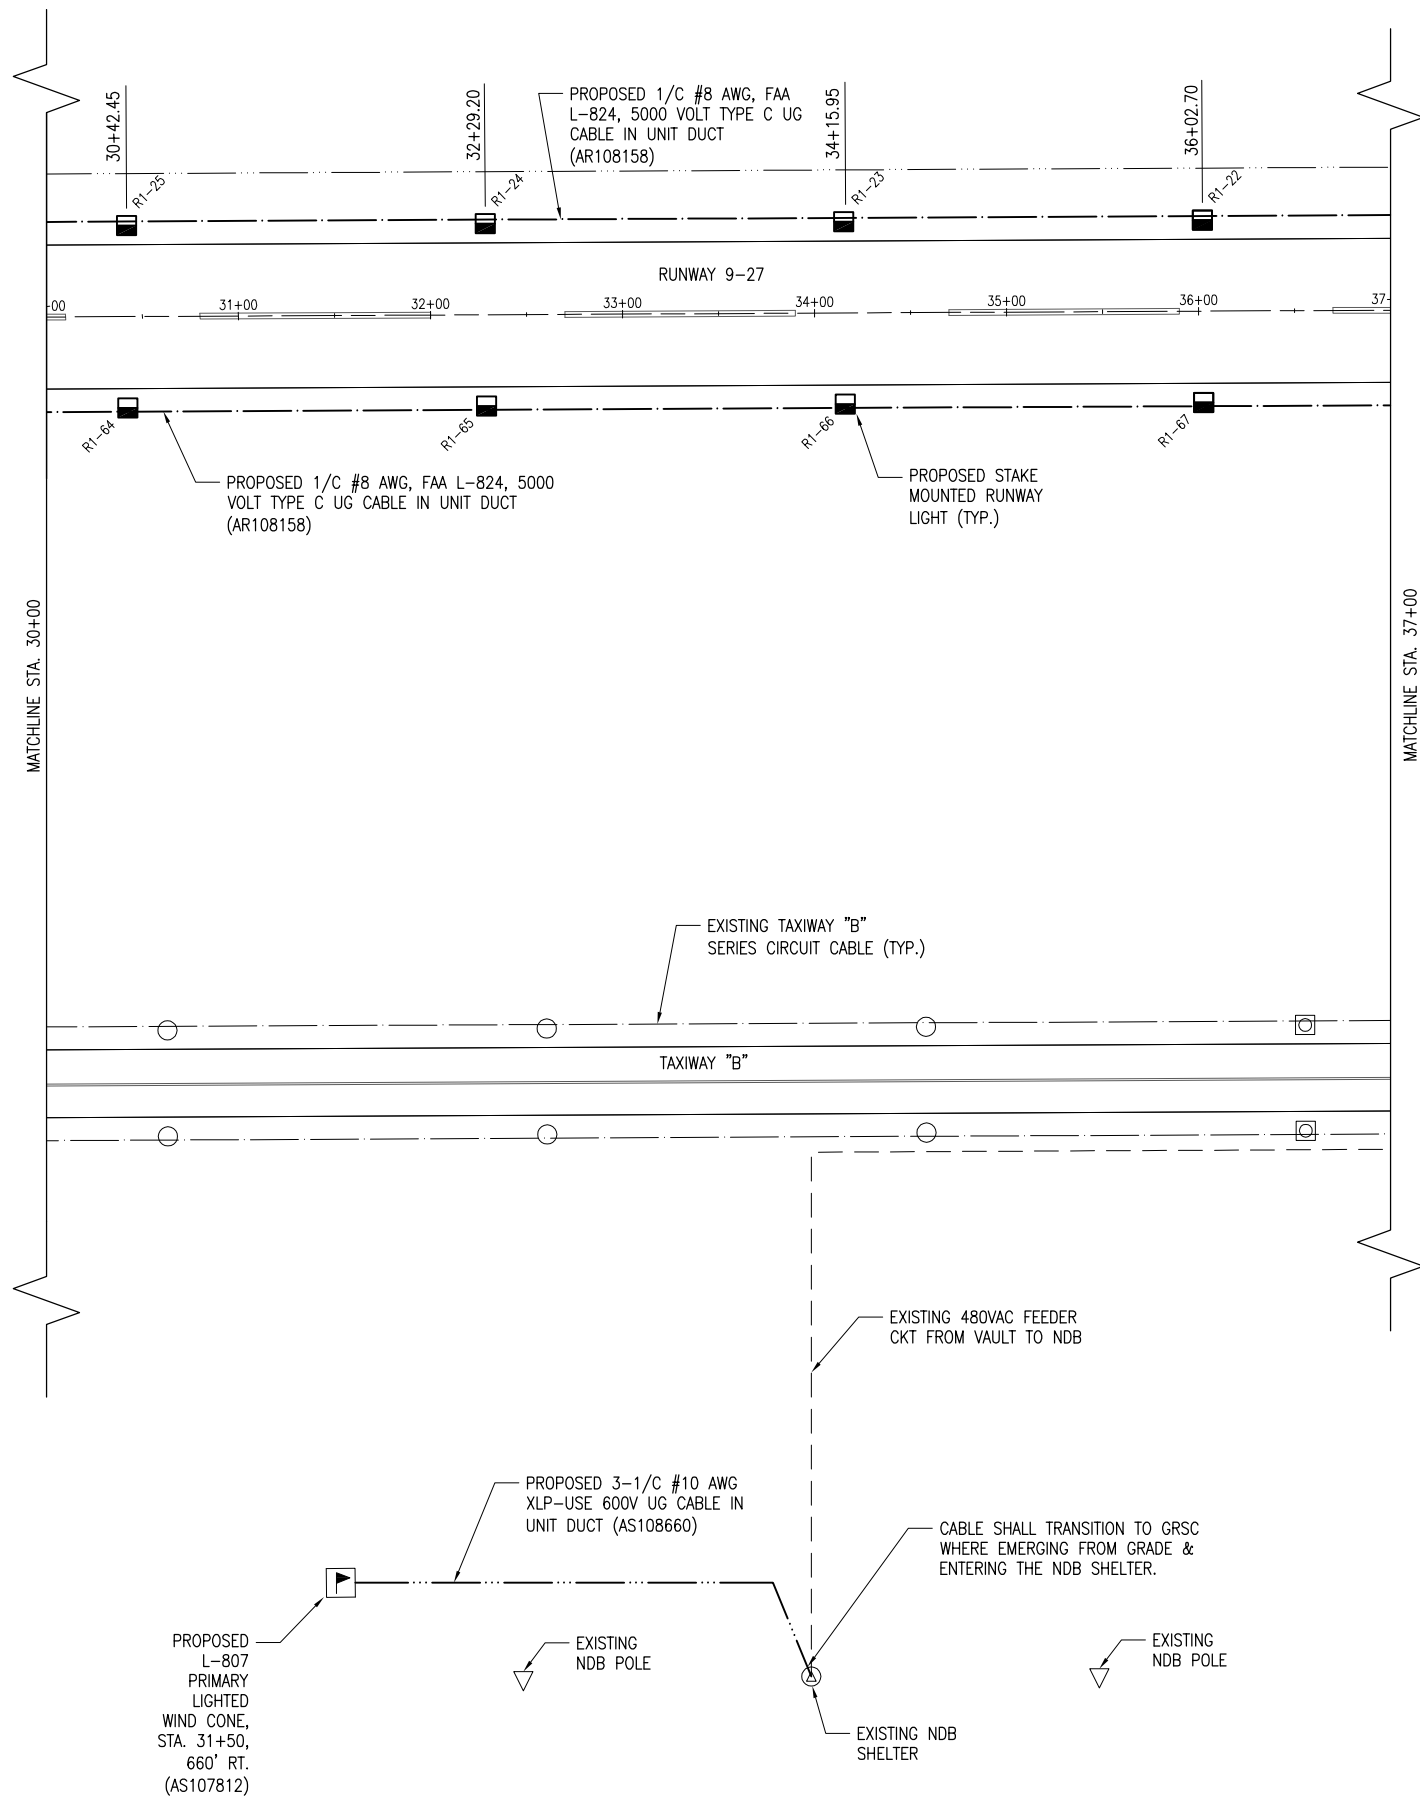 30+42.45
32+29.20
34+15.95
36+02.70
PROPOSED 1/C #8 AWG, FAA
L-824, 5000 VOLT TYPE C UG
CABLE IN UNIT DUCT
(AR108158)
R1-25
R1-24
R1-23
R1-22
RUNWAY 9-27
-00
31+00
32+00
33+00
34+00
35+00
36+00
37-
R1-64
R1-65
R1-66
R1-67
PROPOSED 1/C #8 AWG, FAA L-824, 5000
VOLT TYPE C UG CABLE IN UNIT DUCT
(AR108158)
PROPOSED STAKE
MOUNTED RUNWAY
LIGHT (TYP.)
MATCHLINE STA. 30+00
MATCHLINE STA. 37+00
EXISTING TAXIWAY "B"
SERIES CIRCUIT CABLE (TYP.)
TAXIWAY "B"
EXISTING 480VAC FEEDER
CKT FROM VAULT TO NDB
PROPOSED 3-1/C #10 AWG
XLP-USE 600V UG CABLE IN
UNIT DUCT (AS108660)
CABLE SHALL TRANSITION TO GRSC
WHERE EMERGING FROM GRADE &
ENTERING THE NDB SHELTER.
PROPOSED
L-807
PRIMARY
LIGHTED
WIND CONE,
STA. 31+50,
660' RT.
(AS107812)
EXISTING
NDB POLE
EXISTING
NDB POLE
EXISTING NDB
SHELTER